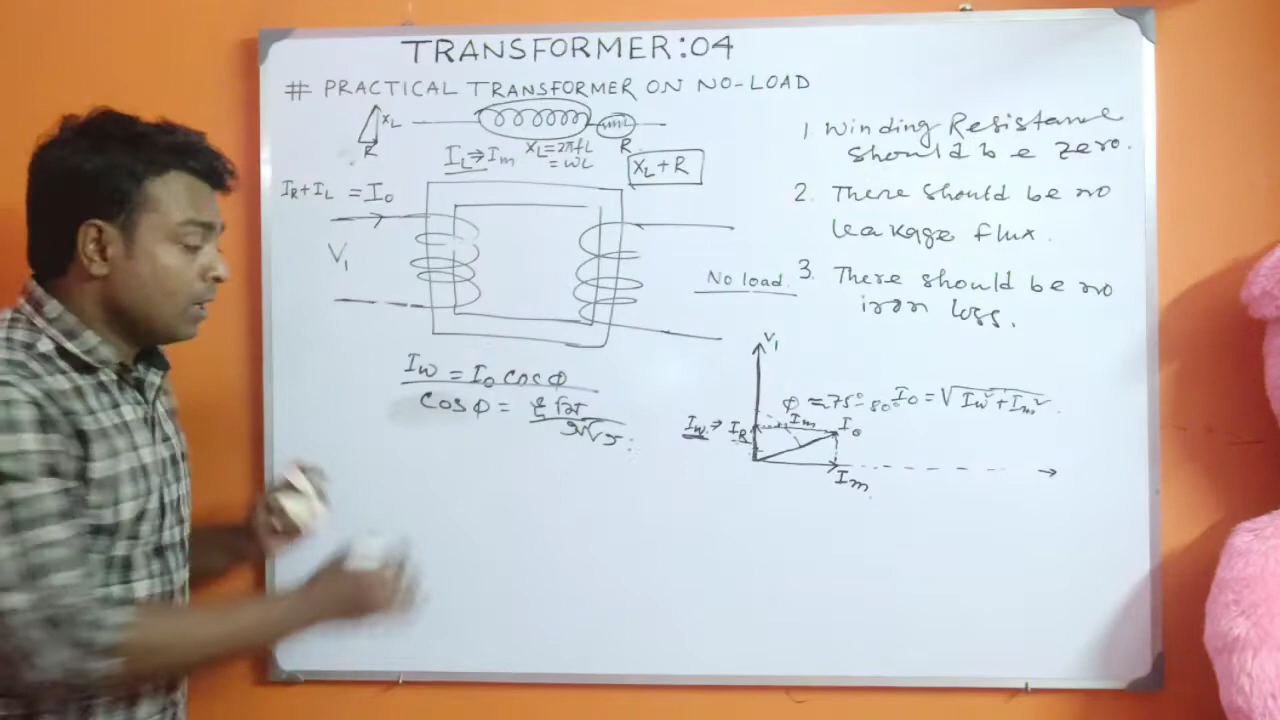 TRANSFORMER:04
# PRACTICAL TRANSFORMER ON NO-LOAD
XL
R
R
XL=2πfL
=ωL
IL→Im
XL+R
IR+IL = I0
V1
No load.
1. Winding Resistance
should be zero.
2. There should be no
leakage flux.
3. There should be no
iron loss.
Iw = I0 cosϕ
cosϕ =
V1
ϕ ≈75°-80°
I0 = √Iw²+Im²
Iw → IR
Im
I0
Im